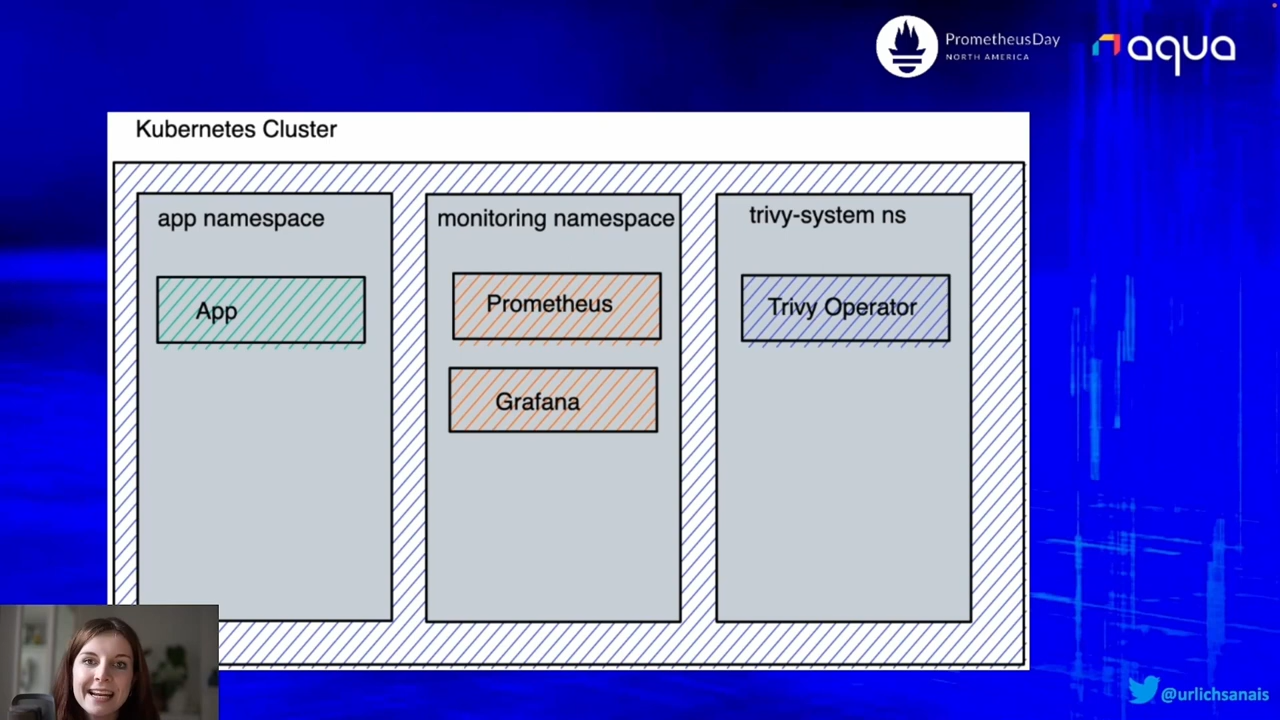 PrometheusDay
NORTH AMERICA
aqua
Kubernetes Cluster
app namespace
monitoring namespace
trivy-system ns
App
Prometheus
Trivy Operator
Grafana
@urlichsanais